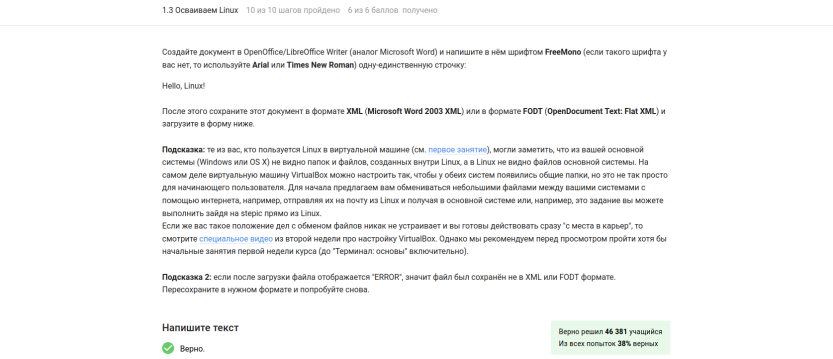 1.3 Осваиваем Linux 10 из 10 шагов пройдено 6 из 6 баллов получено
Создайте документ в OpenOffice/LibreOffice Writer (аналог Microsoft Word) и напишите в нём шрифтом FreeMono (если такого шрифта у
вас нет, то используйте Arial или Times New Roman) одну-единственную строчку:
Hello, Linux!
После этого сохраните этот документ в формате XML (Microsoft Word 2003 XML) или в формате FODT (OpenDocument Text: Flat XML) и
загрузите в форму ниже.
Подсказка: те из вас, кто пользуется Linux в виртуальной машине (см. первое занятие), могли заметить, что из вашей основной
системы (Windows или OS X) не видно папок и файлов, созданных внутри Linux, а в Linux не видно файлов основной системы. На
самом деле виртуальную машину VirtualBox можно настроить так, чтобы у обеих систем появились общие папки, но это не так просто
для начинающего пользователя. Для начала предлагаем вам обмениваться небольшими файлами между вашими системами с
помощью интернета, например, отправляя их на почту из Linux и получая в основной системе или, например, это задание вы можете
выполнить зайдя на stepic прямо из Linux.
Если же вас такое положение дел с обменом файлов никак не устраивает и вы готовы действовать сразу "с места в карьер", то
смотрите специальное видео из второй недели про настройку VirtualBox. Однако мы рекомендуем перед просмотром пройти хотя бы
начальные занятия первой недели курса (до "Терминал: основы" включительно).
Подсказка 2: если после загрузки файла отображается "ERROR", значит файл был сохранён не в XML или FODT формате.
Пересохраните в нужном формате и попробуйте снова.
Напишите текст
Верно.
Верно решил 46 381 учащийся
Из всех попыток 38% верных